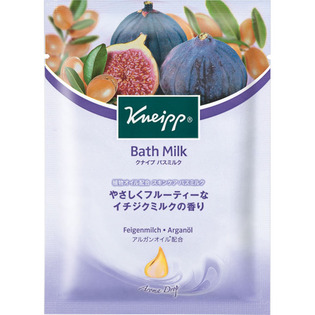 Kneipp®
Bath Milk
クナイプ バスミルク
植物オイル配合 スキンケア バスミルク
やさしくフルーティーな
イチジクミルクの香り
Feigenmilch・Arganöl
アルガンオイル配合
Aroma Drop